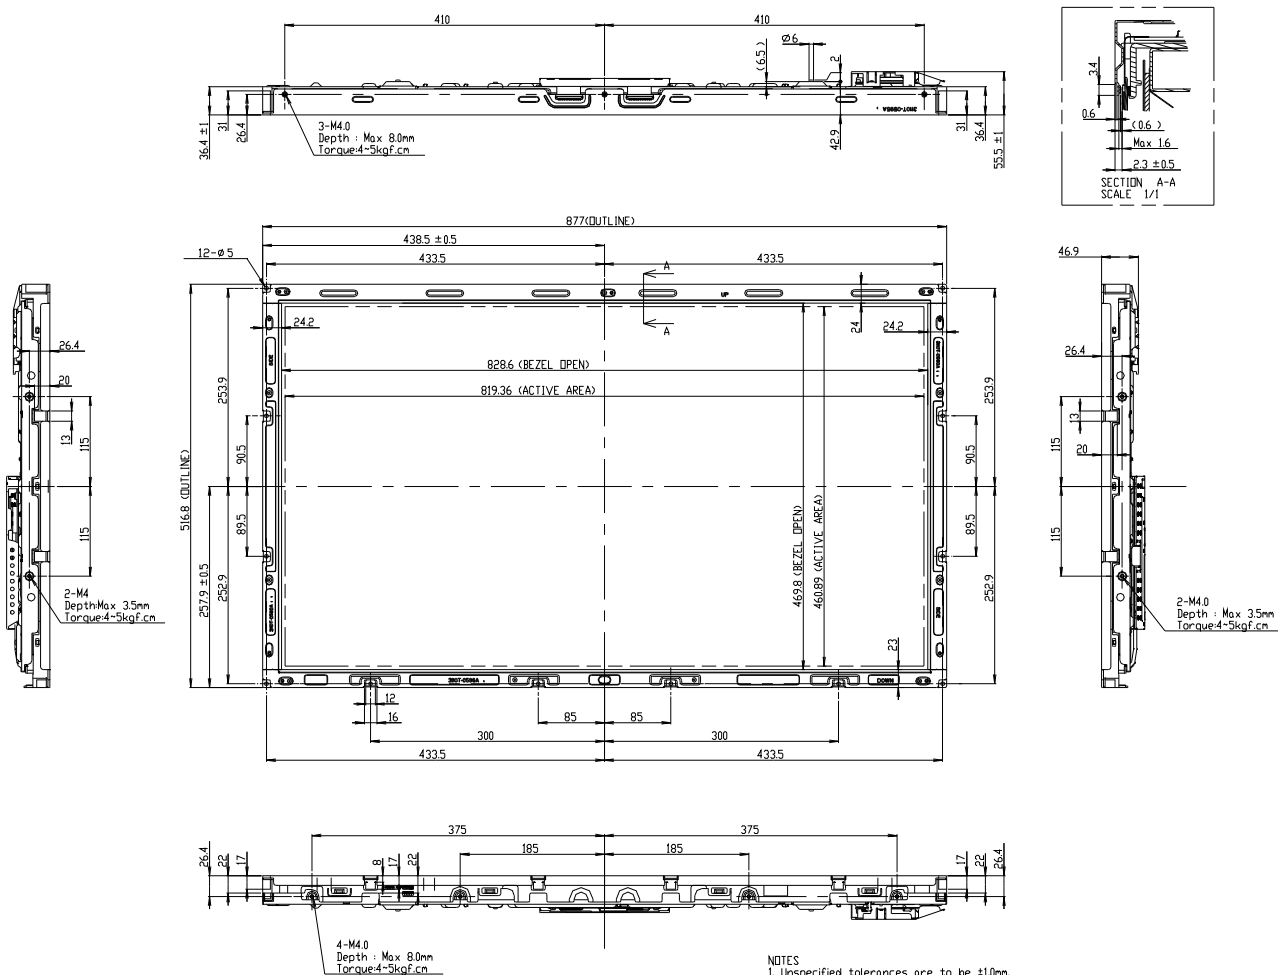 410
410
Ø6
(6.5)
2
36.4 ±1
31
26.4
3-M4.0
Depth : Max 8.0mm
Torque:4~5kgf.cm
42.9
31
36.4
55.5 ±1
3.4
0.6
(0.6)
Max 1.6
2.3 ±0.5
SECTION A-A
SCALE 1/1
877(OUTLINE)
438.5 ±0.5
433.5
433.5
12-Ø5
46.9
A
UP
A
24.2
24
24.2
26.4
26.4
828.6 (BEZEL OPEN)
20
819.36 (ACTIVE AREA)
253.9
253.9
13
115
90.5
90.5
115
13
20
516.8 (OUTLINE)
115
89.5
89.5
115
469.8 (BEZEL OPEN)
460.89 (ACTIVE AREA)
257.9 ±0.5
252.9
252.9
2-M4
Depth:Max 3.5mm
Torque:4~5kgf.cm
2-M4.0
Depth : Max 3.5mm
Torque:4~5kgf.cm
23
DOWN
12
16
85
85
300
300
433.5
433.5
375
375
185
185
26.4
22
17
8
17
22
17
22
26.4
4-M4.0
Depth : Max 8.0mm
Torque:4~5kgf.cm
NOTES
1. Unspecified tolerances are to be ±1.0mm.